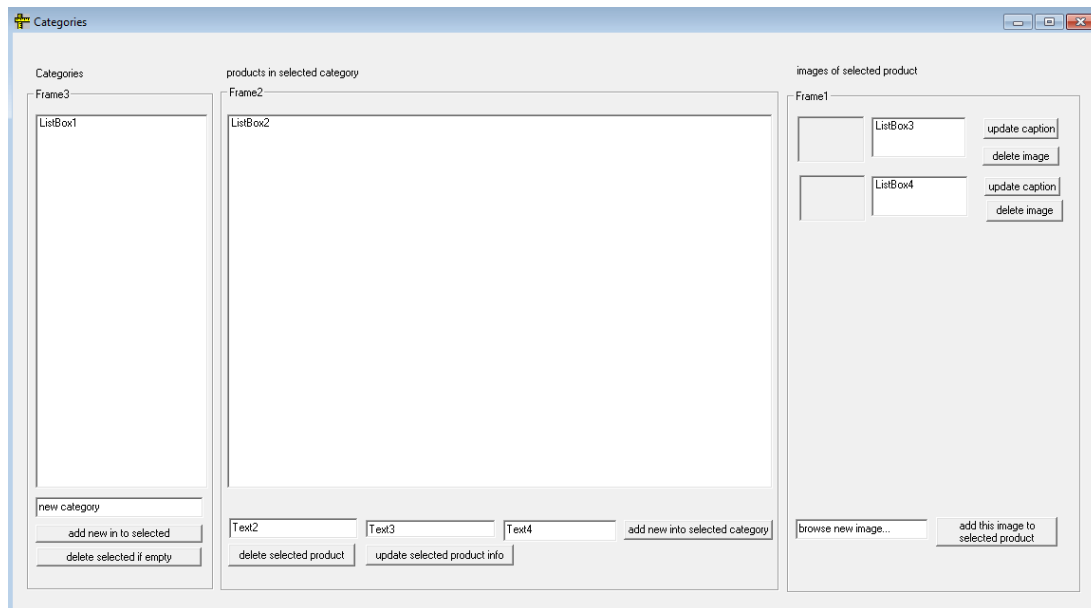 Categories
Categories
products in selected category
images of selected product
Frame3
Frame2
Frame1
ListBox1
ListBox2
ListBox3
update caption
delete image
ListBox4
update caption
delete image
new category
add new in to selected
delete selected if empty
Text2
Text3
Text4
add new into selected category
delete selected product
update selected product info
browse new image...
add this image to
selected product